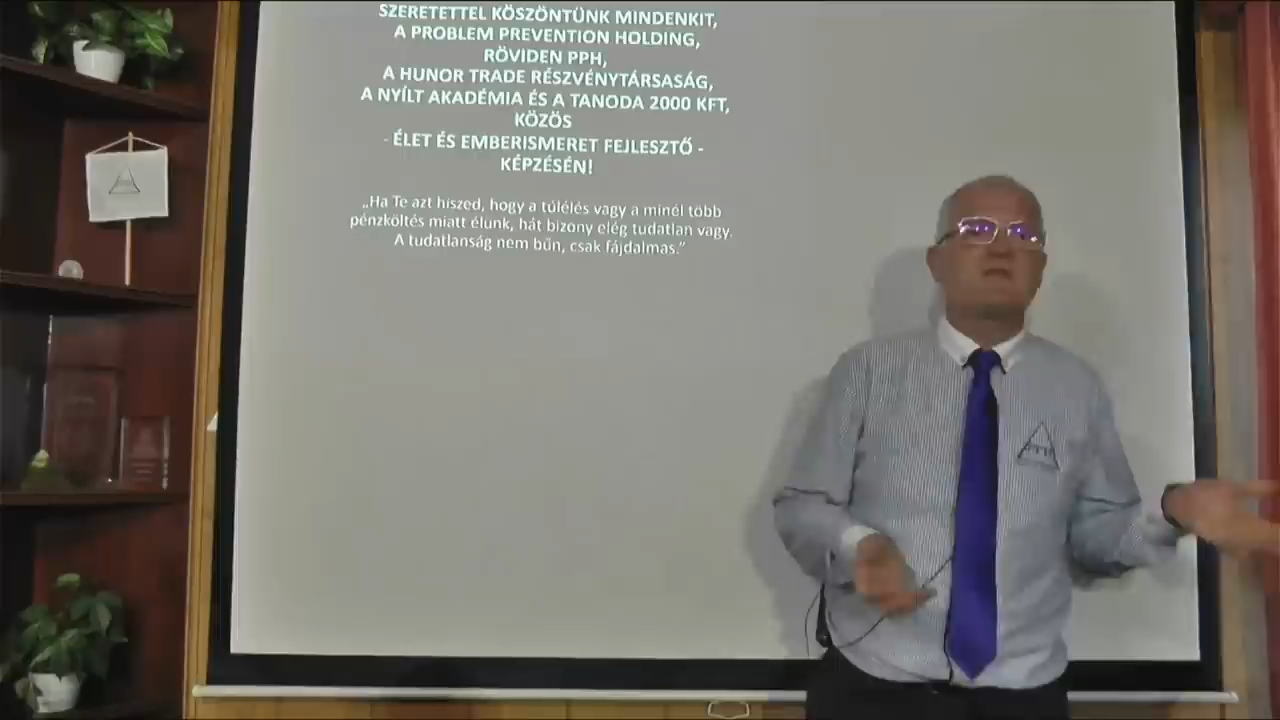 SZERETETTEL KÖSZÖNTÜNK MINDENKIT,
A PROBLEM PREVENTION HOLDING,
RÖVIDEN PPH,
A HUNOR TRADE RÉSZVÉNYTÁRSASÁG,
A NYÍLT AKADÉMIA ÉS A TANODA 2000 KFT,
KÖZÖS
- ÉLET ÉS EMBERISMERET FEJLESZTŐ -
KÉPZÉSÉN!
„Ha Te azt hiszed, hogy a túlélés vagy a minél több
pénzköltés miatt élünk, hát bizony elég tudatlan vagy.
A tudatlanság nem bűn, csak fájdalmas.”